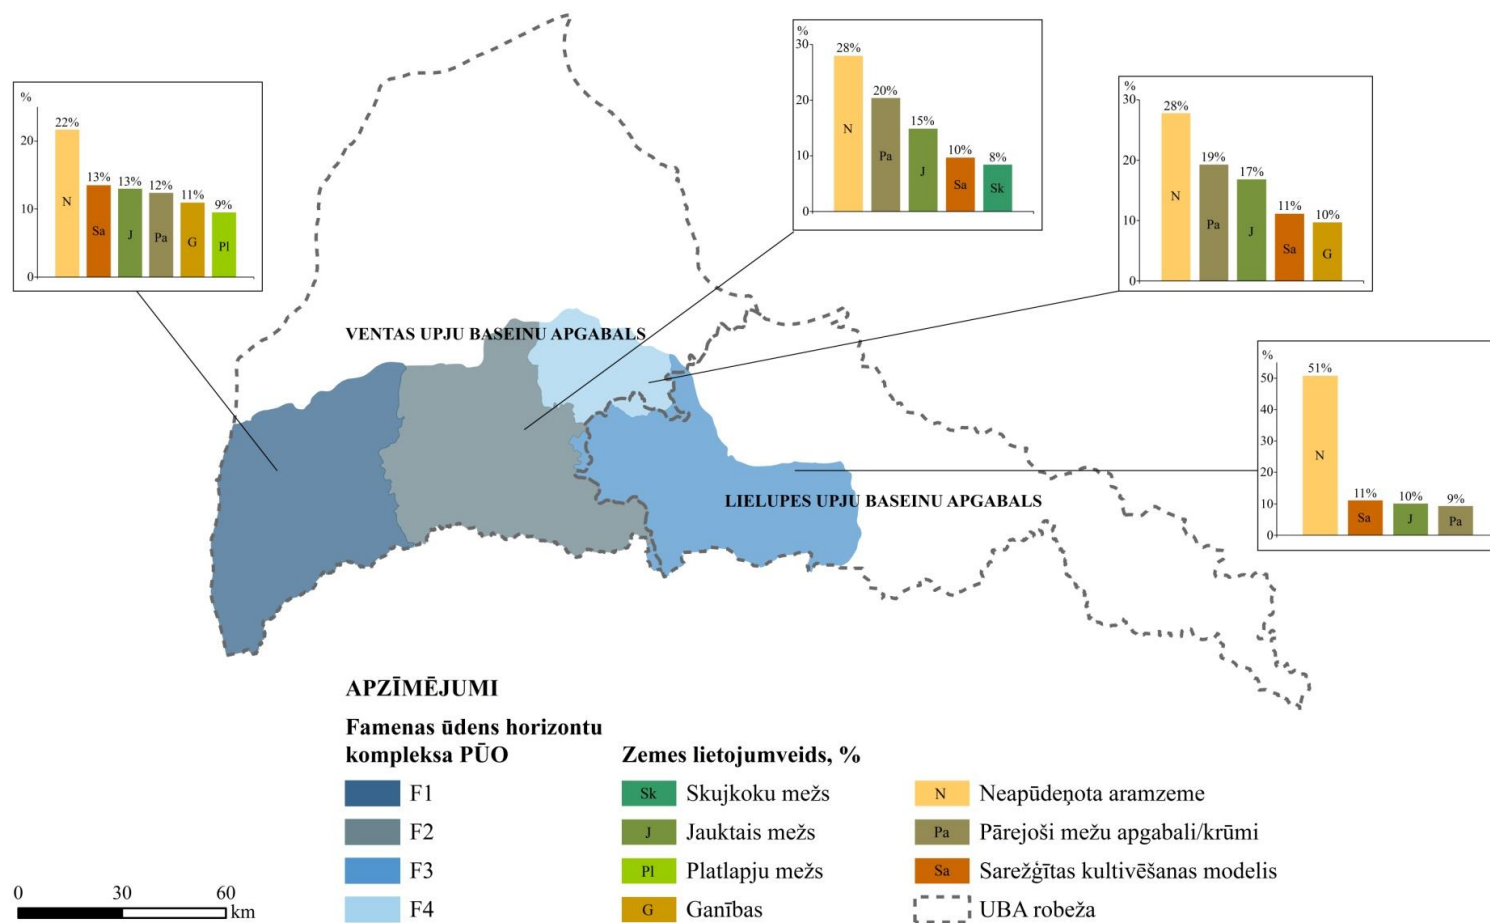 %
30
28%
20%
20
15%
10%
10
8%
N
Pa
J
Sa
Sk
0
%
22%
20
13%
13%
12%
11%
10
9%
N
Sa
J
Pa
G
Pl
0
%
30
28%
20
19%
17%
11%
10
10%
N
Pa
J
Sa
G
0
VENTAS UPJU BASEINU APGABALS
%
51%
50
40
30
20
10
11%
10%
9%
N
Sa
J
Pa
0
LIELUPES UPJU BASEINU APGABALS
APZĪMĒJUMI
Famenas ūdens horizontu
kompleksa PŪO
F1
F2
F3
F4
Zemes lietojumveids, %
Sk Skujkoku mežs
J Jauktais mežs
Pl Platlapju mežs
G Ganības
N Neapūdeņota aramzeme
Pa Pārejoši mežu apgabali/krūmi
Sa Sarežģītas kultivēšanas modelis
UBA robeža
0 30 60
km